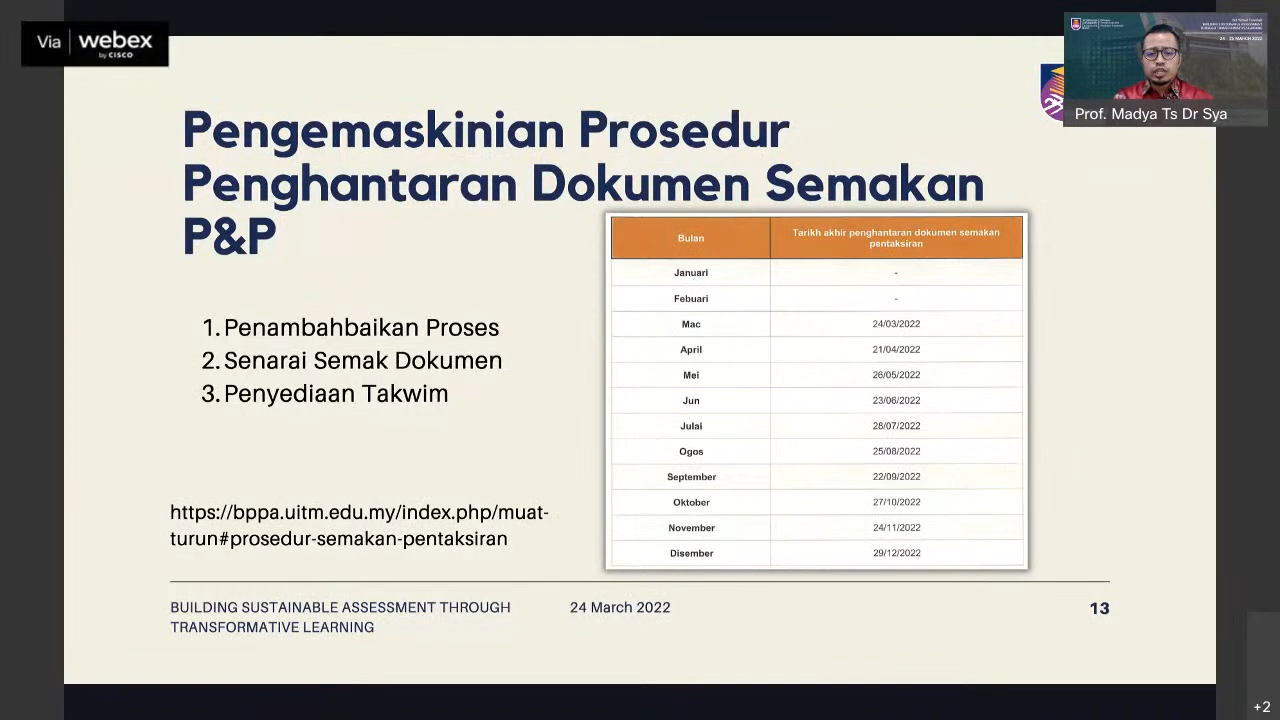 Via webex
by CISCO
24 - 25 MARCH 2022
Prof. Madya Ts Dr Sya
Pengemaskinian Prosedur
Penghantaran Dokumen Semakan
P&P
1. Penambahbaikan Proses
2. Senarai Semak Dokumen
3. Penyediaan Takwim
Bulan Tarikh akhir penghantaran dokumen semakan
pentaksiran
Januari -
Febuari -
Mac 24/03/2022
April 21/04/2022
Mei 26/05/2022
Jun 23/06/2022
Julai 28/07/2022
Ogos 25/08/2022
September 22/09/2022
Oktober 27/10/2022
November 24/11/2022
Disember 29/12/2022
https://bppa.uitm.edu.my/index.php/muat-
turun#prosedur-semakan-pentaksiran
BUILDING SUSTAINABLE ASSESSMENT THROUGH
TRANSFORMATIVE LEARNING
24 March 2022
13
+2